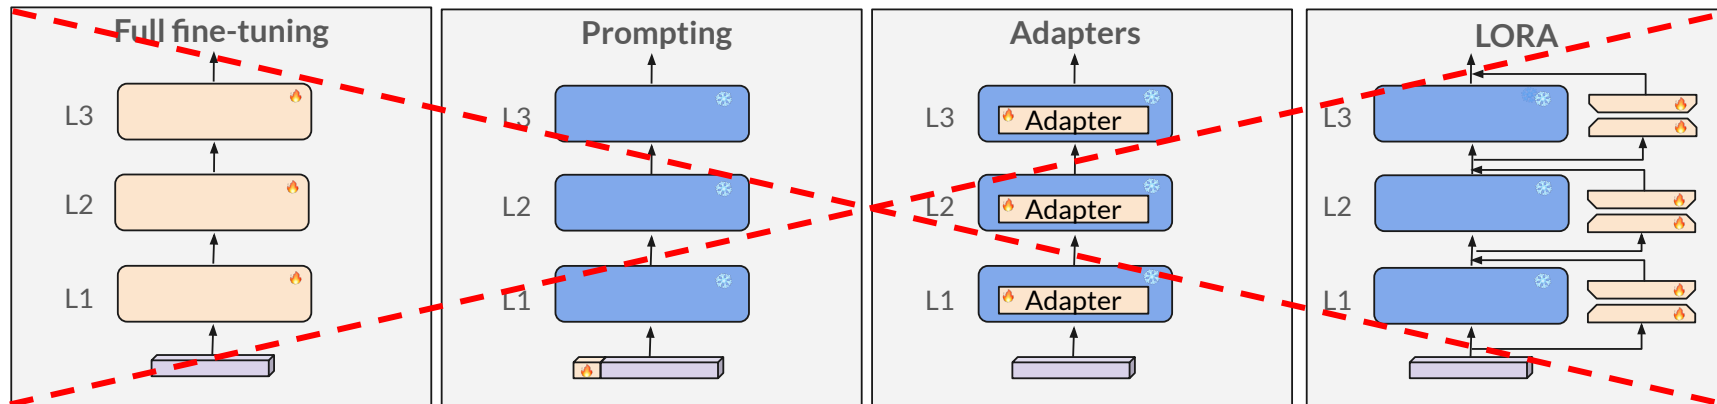 Full fine-tuning
L3
L2
L1
Prompting
L3
L2
L1
Adapters
L3
Adapter
L2
Adapter
L1
Adapter
LORA
L3
L2
L1